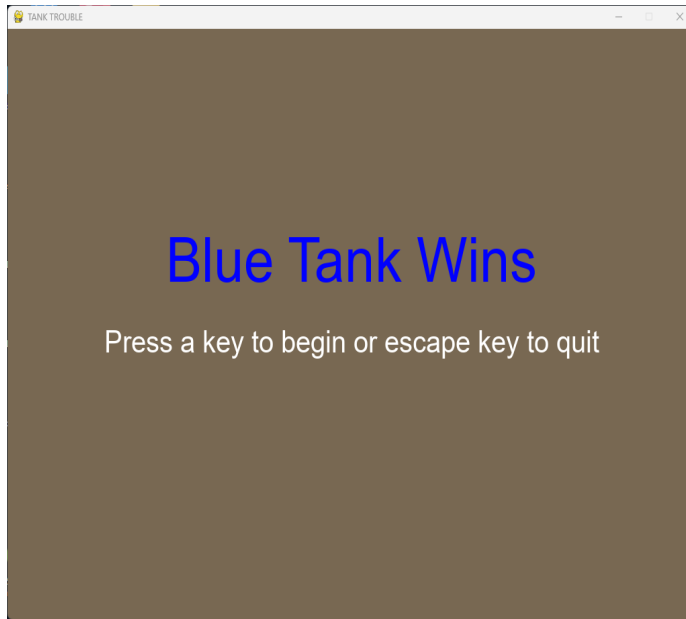 TANK TROUBLE
Blue Tank Wins
Press a key to begin or escape key to quit